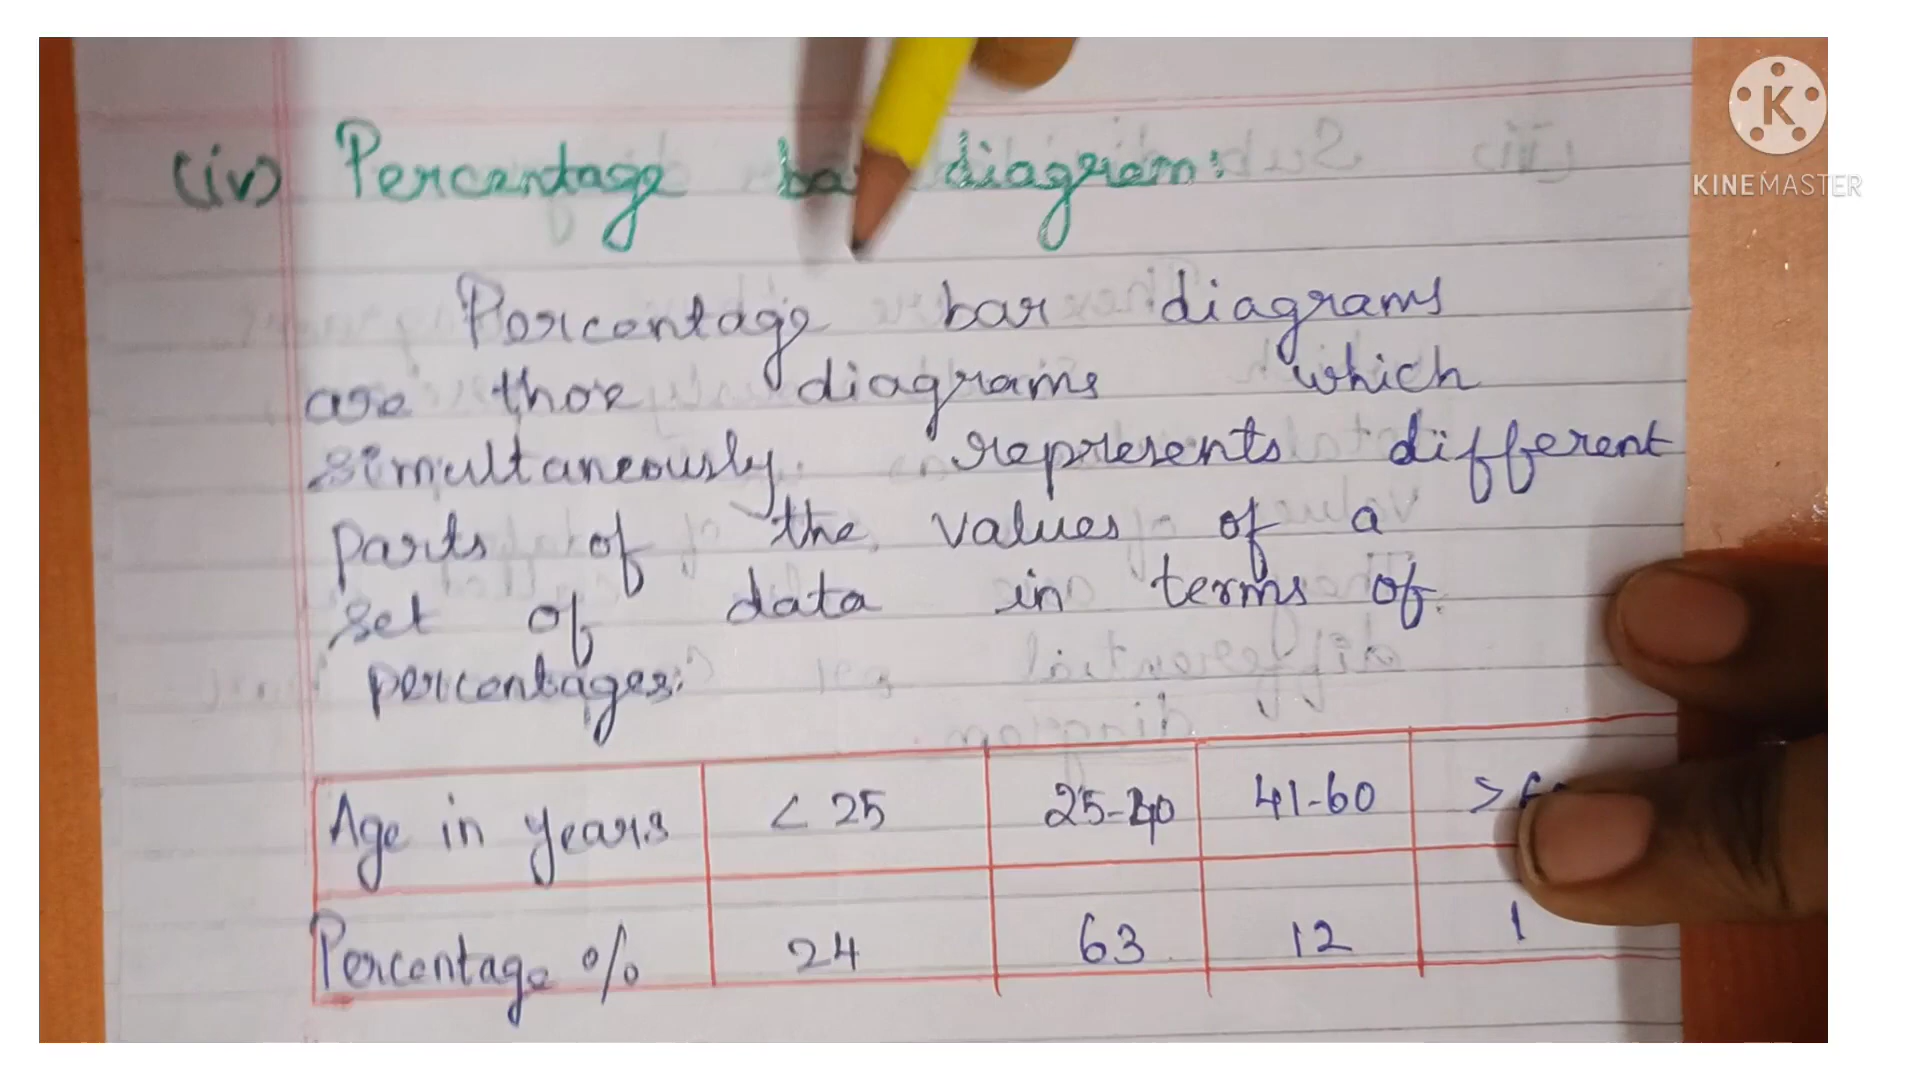 KINEMASTER
(iv) Percentage diagram:
Percentage bar diagrams
are those diagrams which
simultaneously represents different
parts of the values of a
set of data in terms of
percentages:
Age in years < 25 25-40 41-60 >
Percentage % 24 63 12 1